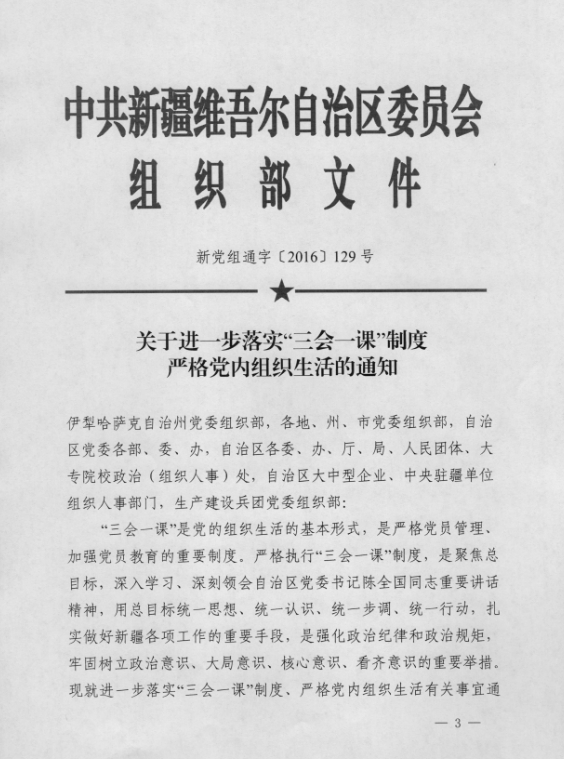 中共新疆维吾尔自治区委员会
组织部文件
新党组通字〔2016〕129号
关于进一步落实“三会一课”制度
严格党内组织生活的通知
伊犁哈萨克自治州党委组织部，各地、州、市党委组织部，自治
区党委各部、委、办，自治区各委、办、厅、局、人民团体、大
专院校政治（组织人事）处，自治区大中型企业、中央驻疆单位
组织人事部门，生产建设兵团党委组织部：
“三会一课”是党的组织生活的基本形式，是严格党员管理、
加强党员教育的重要制度。严格执行“三会一课”制度，是聚焦总
目标，深入学习、深刻领会自治区党委书记陈全国同志重要讲话
精神，用总目标统一思想、统一认识、统一步调、统一行动，扎
实做好新疆各项工作的重要手段，是强化政治纪律和政治规矩，
牢固树立政治意识、大局意识、核心意识、看齐意识的重要举措。
现就进一步落实“三会一课”制度、严格党内组织生活有关事宜通
— 3 —